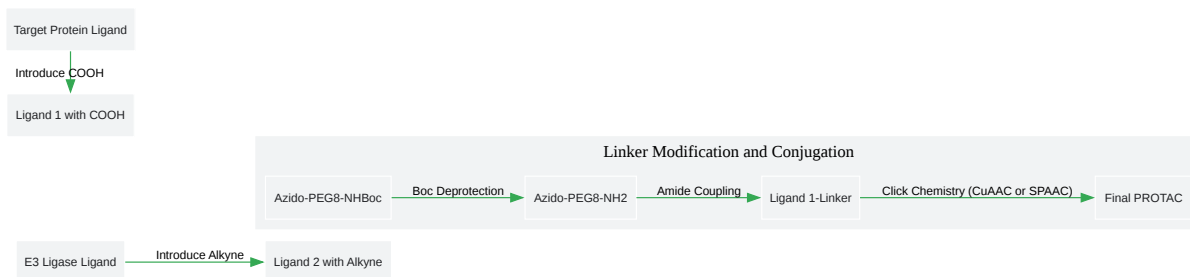 Target Protein Ligand
Introduce COOH
Ligand 1 with COOH
Linker Modification and Conjugation
Azido-PEG8-NHBoc
Boc Deprotection
Azido-PEG8-NH2
Amide Coupling
Ligand 1-Linker
Click Chemistry (CuAAC or SPAAC)
Final PROTAC
E3 Ligase Ligand
Introduce Alkyne
Ligand 2 with Alkyne